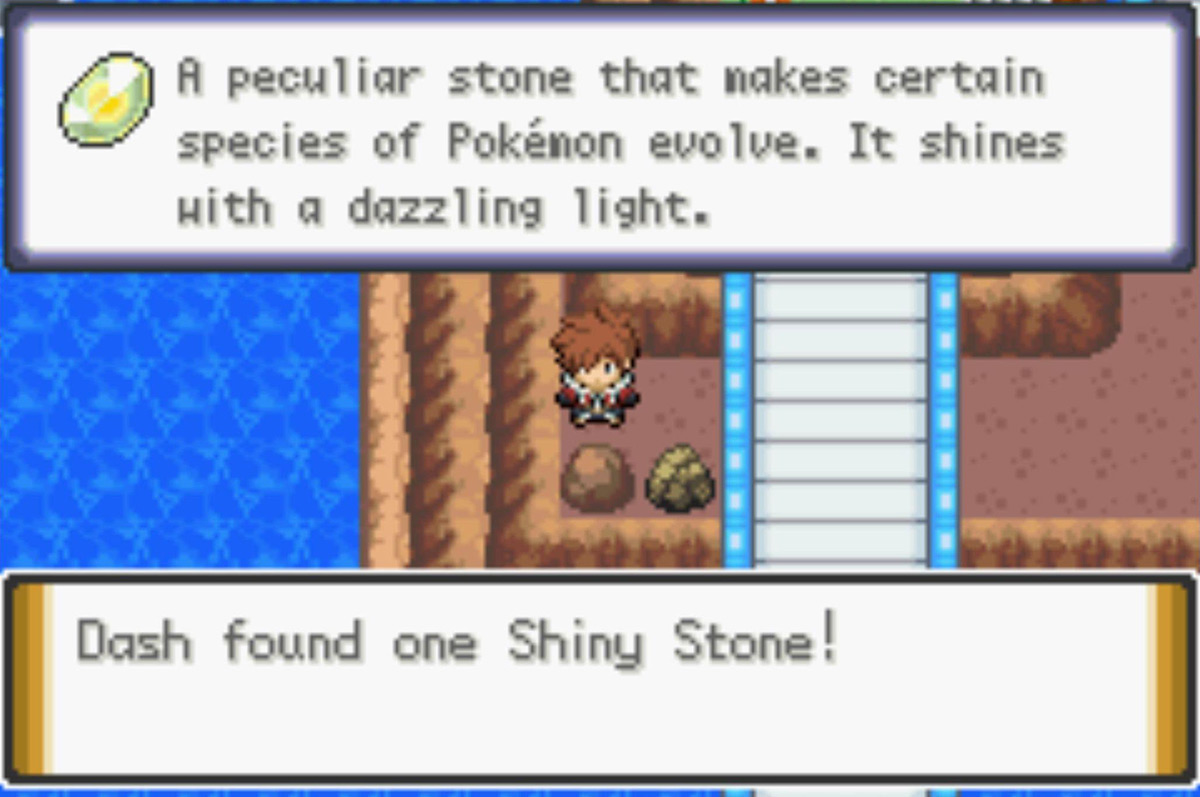 A peculiar stone that makes certain
species of Pokémon evolve. It shines
with a dazzling light.
Dash found one Shiny Stone!